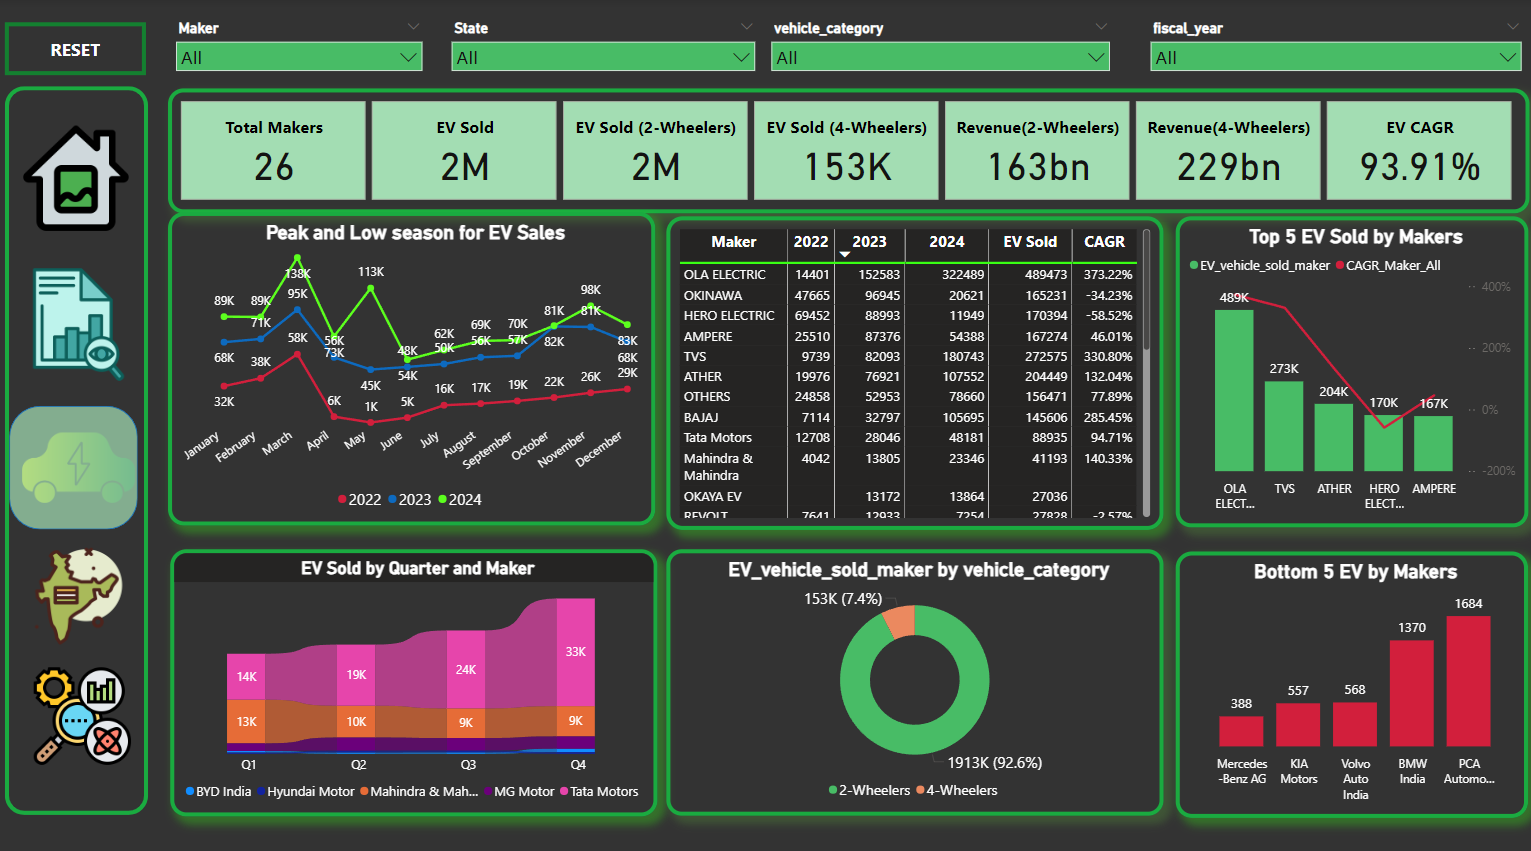 RESET
Maker
All
State
All
vehicle_category
All
fiscal_year
All
Total Makers
26
EV Sold
2M
EV Sold (2-Wheelers)
2M
EV Sold (4-Wheelers)
153K
Revenue(2-Wheelers)
163bn
Revenue(4-Wheelers)
229bn
EV CAGR
93.91%
Peak and Low season for EV Sales
89K 89K 138K 56K 113K 48K 62K 69K 70K 81K 98K 83K
68K 71K 95K 73K 45K 54K 50K 56K 57K 82K 81K 68K
32K 38K 58K 6K 1K 5K 16K 17K 19K 22K 26K 29K
January February March April May June July August September October November December
2022 2023 2024
Maker 2022 2023 2024 EV Sold CAGR
OLA ELECTRIC 14401 152583 322489 489473 373.22%
OKINAWA 47665 96945 20621 165231 -34.23%
HERO ELECTRIC 69452 88993 11949 170394 -58.52%
AMPERE 25510 87376 54388 167274 46.01%
TVS 9739 82093 180743 272575 330.80%
ATHER 19976 76921 107552 204449 132.04%
OTHERS 24858 52953 78660 156471 77.89%
BAJAJ 7114 32797 105695 145606 285.45%
Tata Motors 12708 28046 48181 88935 94.71%
Mahindra & 4042 13805 23346 41193 140.33%
Mahindra
OKAYA EV 13172 13864 27036
REVOLT 7641 12933 7254 27828 -2.57%
Top 5 EV Sold by Makers
EV_vehicle_sold_maker CAGR_Maker_All
400%
200%
0%
-200%
489K
273K
204K
170K
167K
OLA
ELECT...
TVS
ATHER
HERO
ELECT...
AMPERE
EV Sold by Quarter and Maker
14K 19K 24K 33K
13K 10K 9K 9K
Q1 Q2 Q3 Q4
BYD India Hyundai Motor Mahindra & Mah... MG Motor Tata Motors
EV_vehicle_sold_maker by vehicle_category
153K (7.4%)
1913K (92.6%)
2-Wheelers 4-Wheelers
Bottom 5 EV by Makers
388
557
568
1370
1684
Mercedes
-Benz AG
KIA
Motors
Volvo
Auto
India
BMW
India
PCA
Automo...